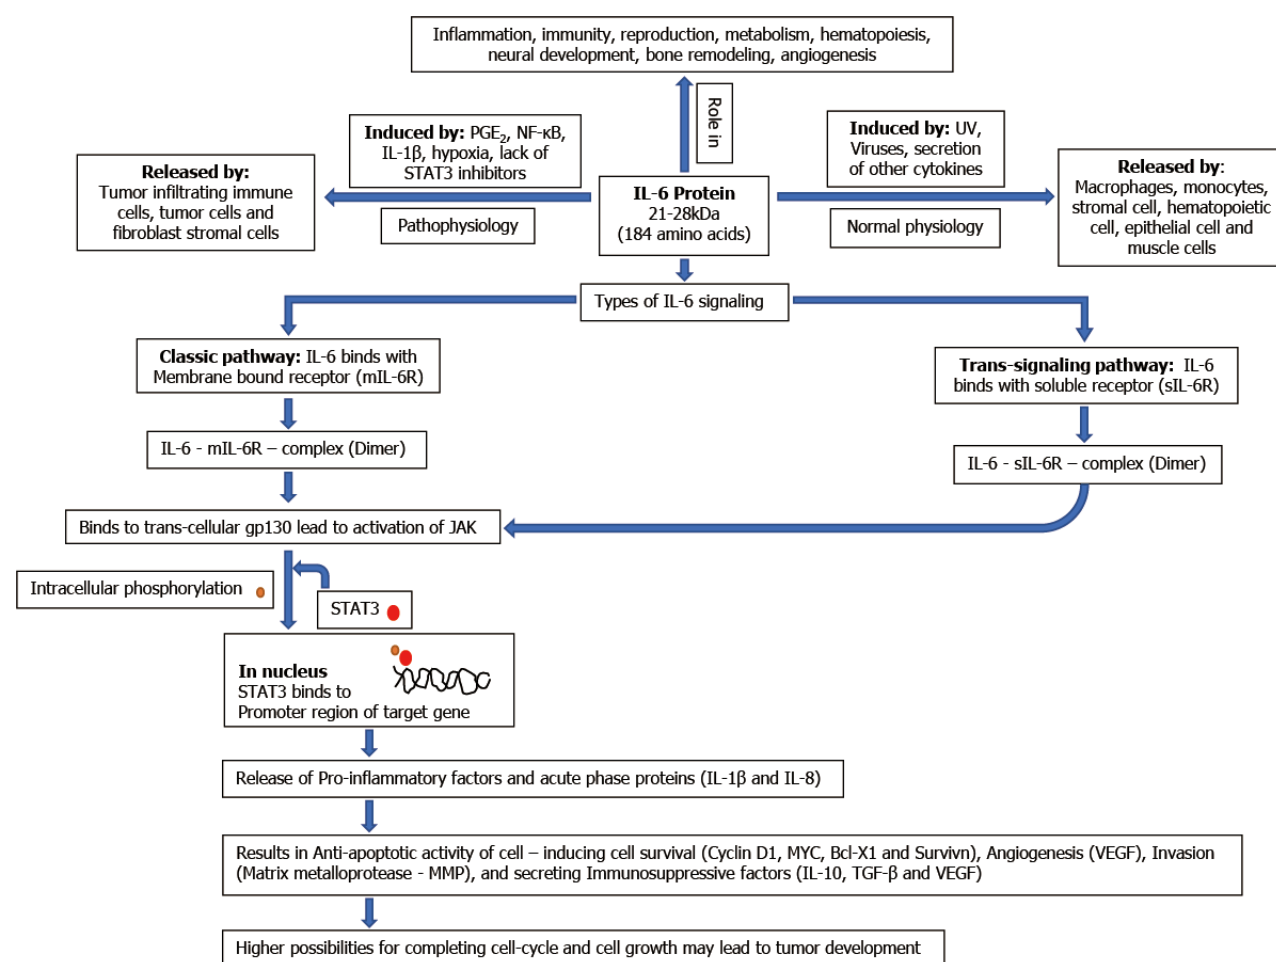 Inflammation, immunity, reproduction, metabolism, hematopoiesis,
neural development, bone remodeling, angiogenesis
Role in
Induced by: PGE₂, NF-κB,
IL-1β, hypoxia, lack of
STAT3 inhibitors
Induced by: UV,
Viruses, secretion
of other cytokines
Released by:
Tumor infiltrating immune
cells, tumor cells and
fibroblast stromal cells
Pathophysiology
IL-6 Protein
21-28kDa
(184 amino acids)
Normal physiology
Released by:
Macrophages, monocytes,
stromal cell, hematopoietic
cell, epithelial cell and
muscle cells
Types of IL-6 signaling
Classic pathway: IL-6 binds with
Membrane bound receptor (mIL-6R)
Trans-signaling pathway: IL-6
binds with soluble receptor (sIL-6R)
IL-6 - mIL-6R – complex (Dimer)
IL-6 - sIL-6R – complex (Dimer)
Binds to trans-cellular gp130 lead to activation of JAK
Intracellular phosphorylation
STAT3
In nucleus
STAT3 binds to
Promoter region of target gene
Release of Pro-inflammatory factors and acute phase proteins (IL-1β and IL-8)
Results in Anti-apoptotic activity of cell – inducing cell survival (Cyclin D1, MYC, Bcl-X1 and Survivn), Angiogenesis (VEGF), Invasion
(Matrix metalloprotease - MMP), and secreting Immunosuppressive factors (IL-10, TGF-β and VEGF)
Higher possibilities for completing cell-cycle and cell growth may lead to tumor development